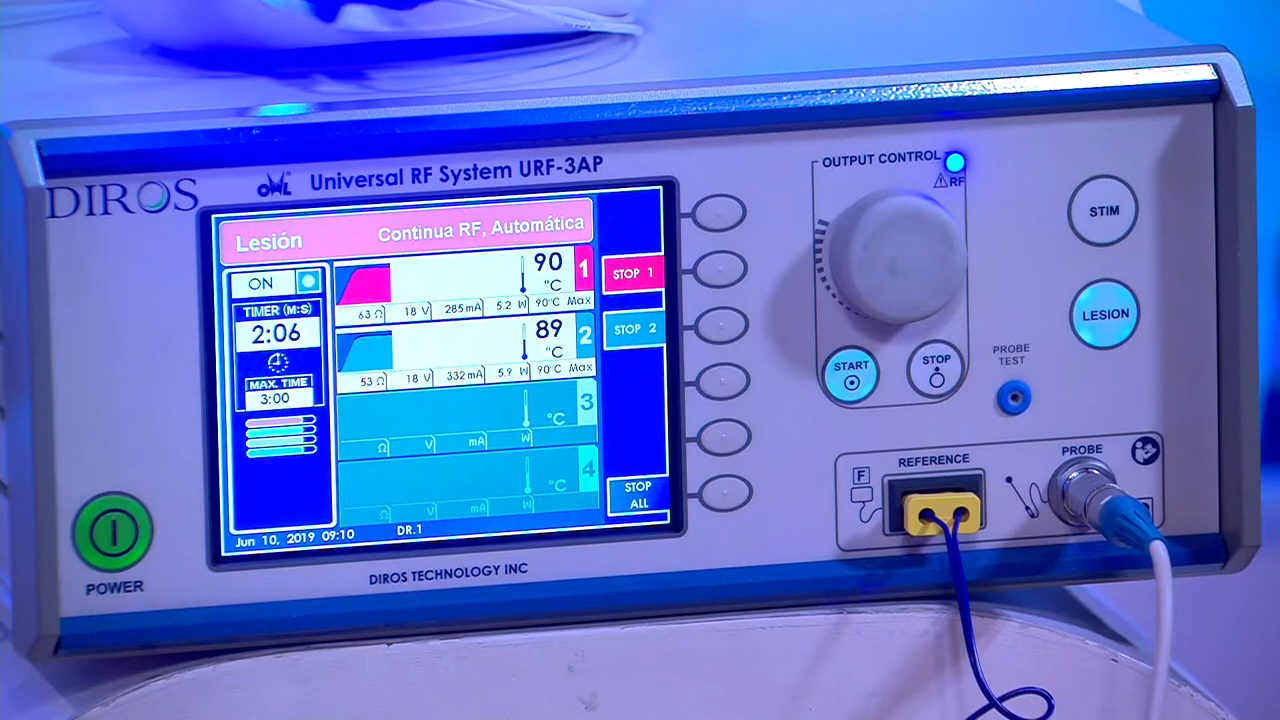 DIROS
OWL Universal RF System URF-3AP
Lesión Continua RF, Automática
ON
TIMER (M:S)
2:06
MAX. TIME
3:00
90 °C 1
63 Ω 18 V 285 mA 5.2 W 90°C Max
89 °C 2
53 Ω 18 V 332 mA 5.9 W 90°C Max
°C 3
Ω V mA W
°C 4
Ω V mA W
STOP 1
STOP 2
STOP
ALL
Jun 10, 2019 09:10 DR.1
DIROS TECHNOLOGY INC
POWER
OUTPUT CONTROL
RF
START
STOP
STIM
LESION
PROBE
TEST
REFERENCE
F
PROBE